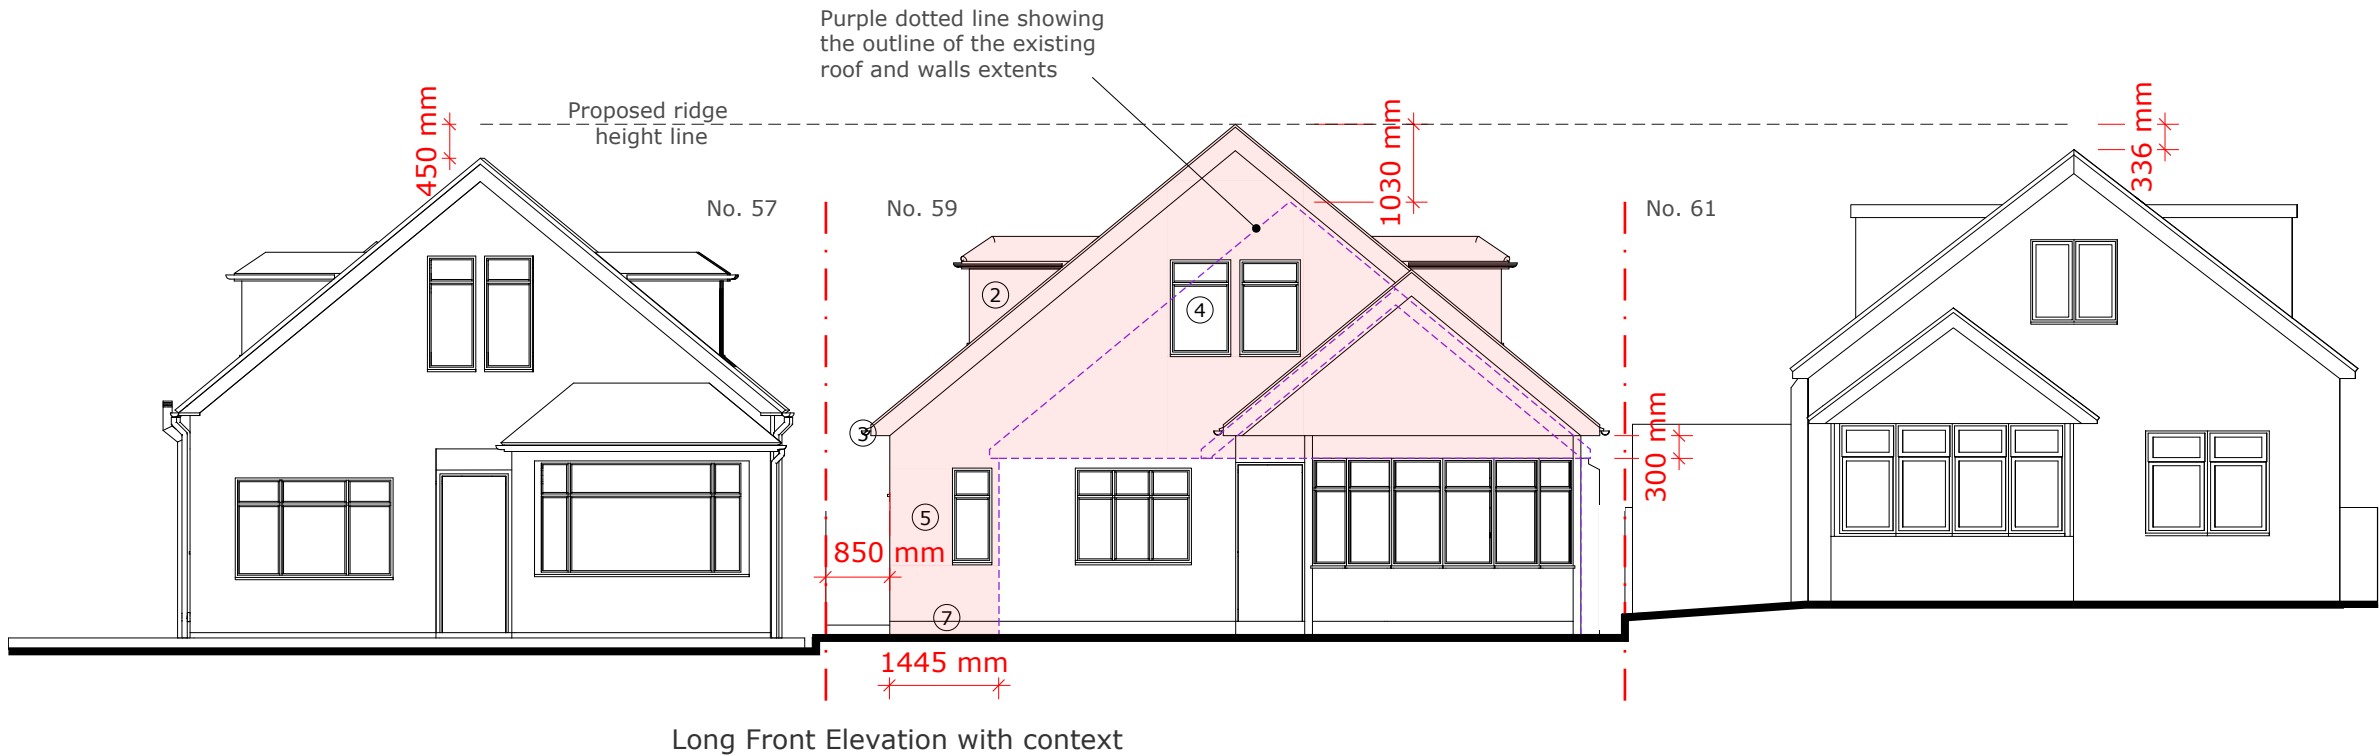 Purple dotted line showing
the outline of the existing
roof and walls extents
Proposed ridge
height line
450 mm
1030 mm
336 mm
No. 57
No. 59
No. 61
2
4
3
300 mm
5
850 mm
7
1445 mm
Long Front Elevation with context